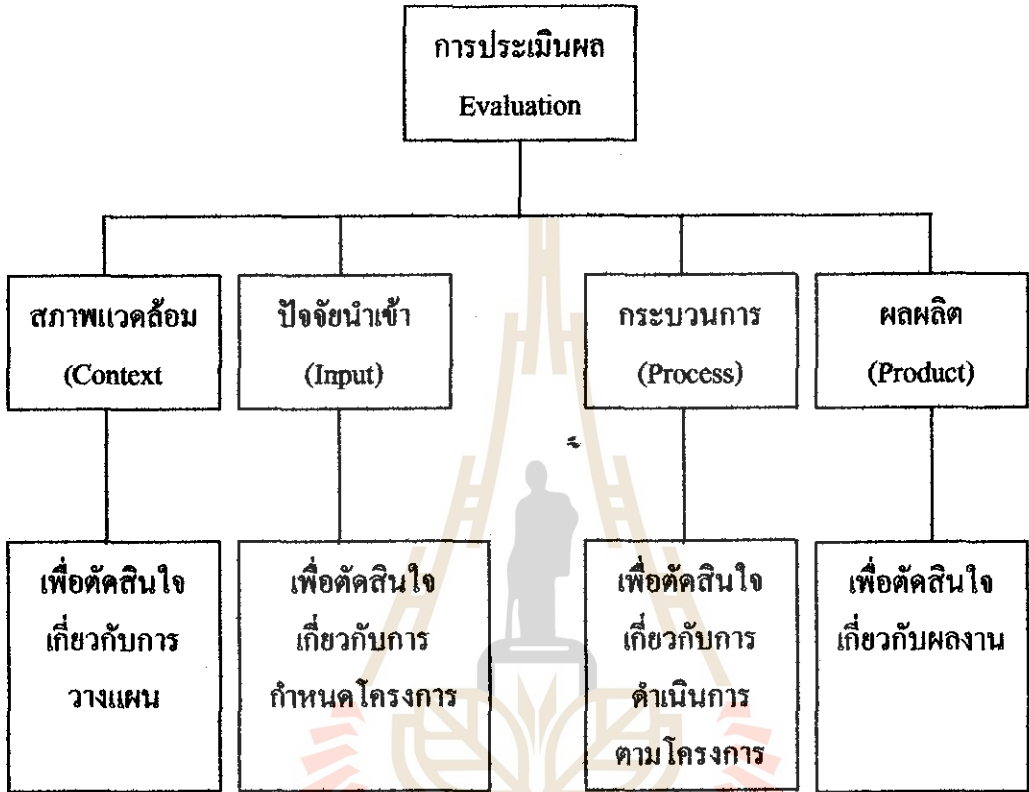 การประเมินผล
Evaluation
สภาพแวดล้อม
(Context
ปัจจัยนำเข้า
(Input)
กระบวนการ
(Process)
ผลผลิต
(Product)
เพื่อตัดสินใจ
เกี่ยวกับการ
วางแผน
เพื่อตัดสินใจ
เกี่ยวกับการ
กำหนดโครงการ
เพื่อตัดสินใจ
เกี่ยวกับการ
ดำเนินการ
ตามโครงการ
เพื่อตัดสินใจ
เกี่ยวกับผลงาน